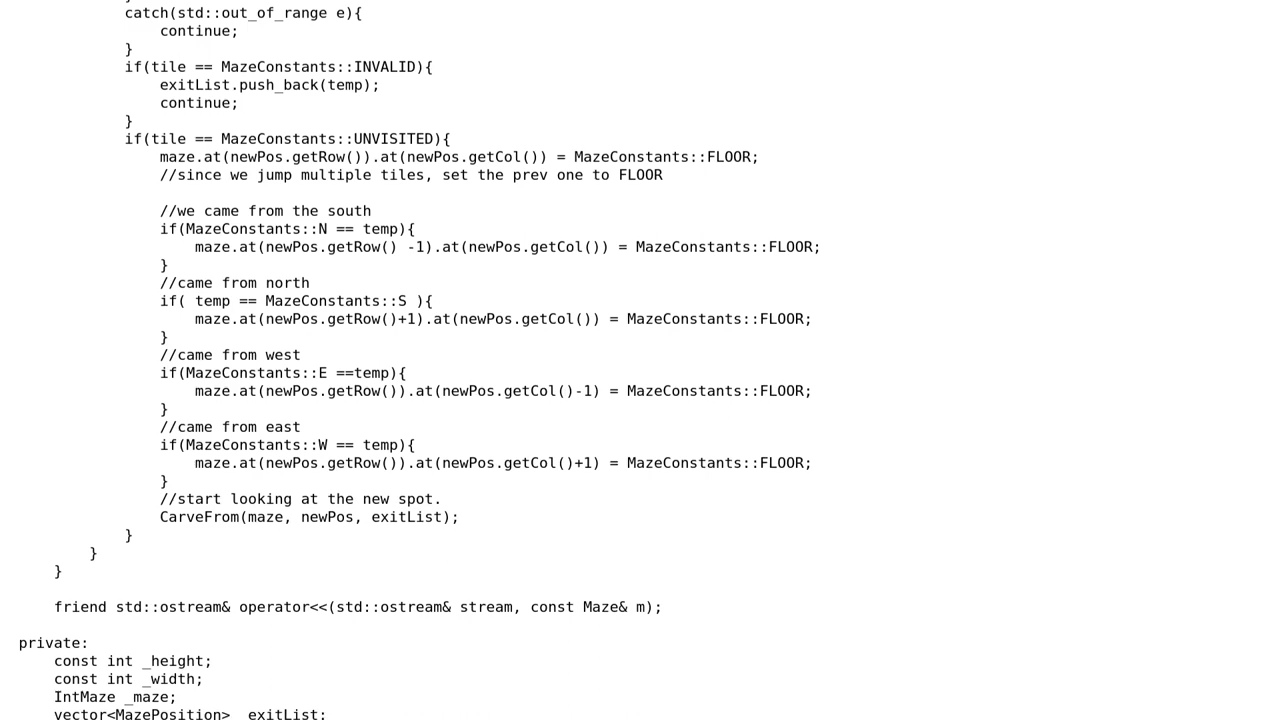 catch(std::out_of_range e){
continue;
}
if(tile == MazeConstants::INVALID){
exitList.push_back(temp);
continue;
}
if(tile == MazeConstants::UNVISITED){
maze.at(newPos.getRow()).at(newPos.getCol()) = MazeConstants::FLOOR;
//since we jump multiple tiles, set the prev one to FLOOR
//we came from the south
if(MazeConstants::N == temp){
maze.at(newPos.getRow() -1).at(newPos.getCol()) = MazeConstants::FLOOR;
}
//came from north
if( temp == MazeConstants::S ){
maze.at(newPos.getRow()+1).at(newPos.getCol()) = MazeConstants::FLOOR;
}
//came from west
if(MazeConstants::E ==temp){
maze.at(newPos.getRow()).at(newPos.getCol()-1) = MazeConstants::FLOOR;
}
//came from east
if(MazeConstants::W == temp){
maze.at(newPos.getRow()).at(newPos.getCol()+1) = MazeConstants::FLOOR;
}
//start looking at the new spot.
CarveFrom(maze, newPos, exitList);
}
}
}
friend std::ostream& operator<<(std::ostream& stream, const Maze& m);
private:
const int _height;
const int _width;
IntMaze _maze;
vector<MazePosition> _exitList;